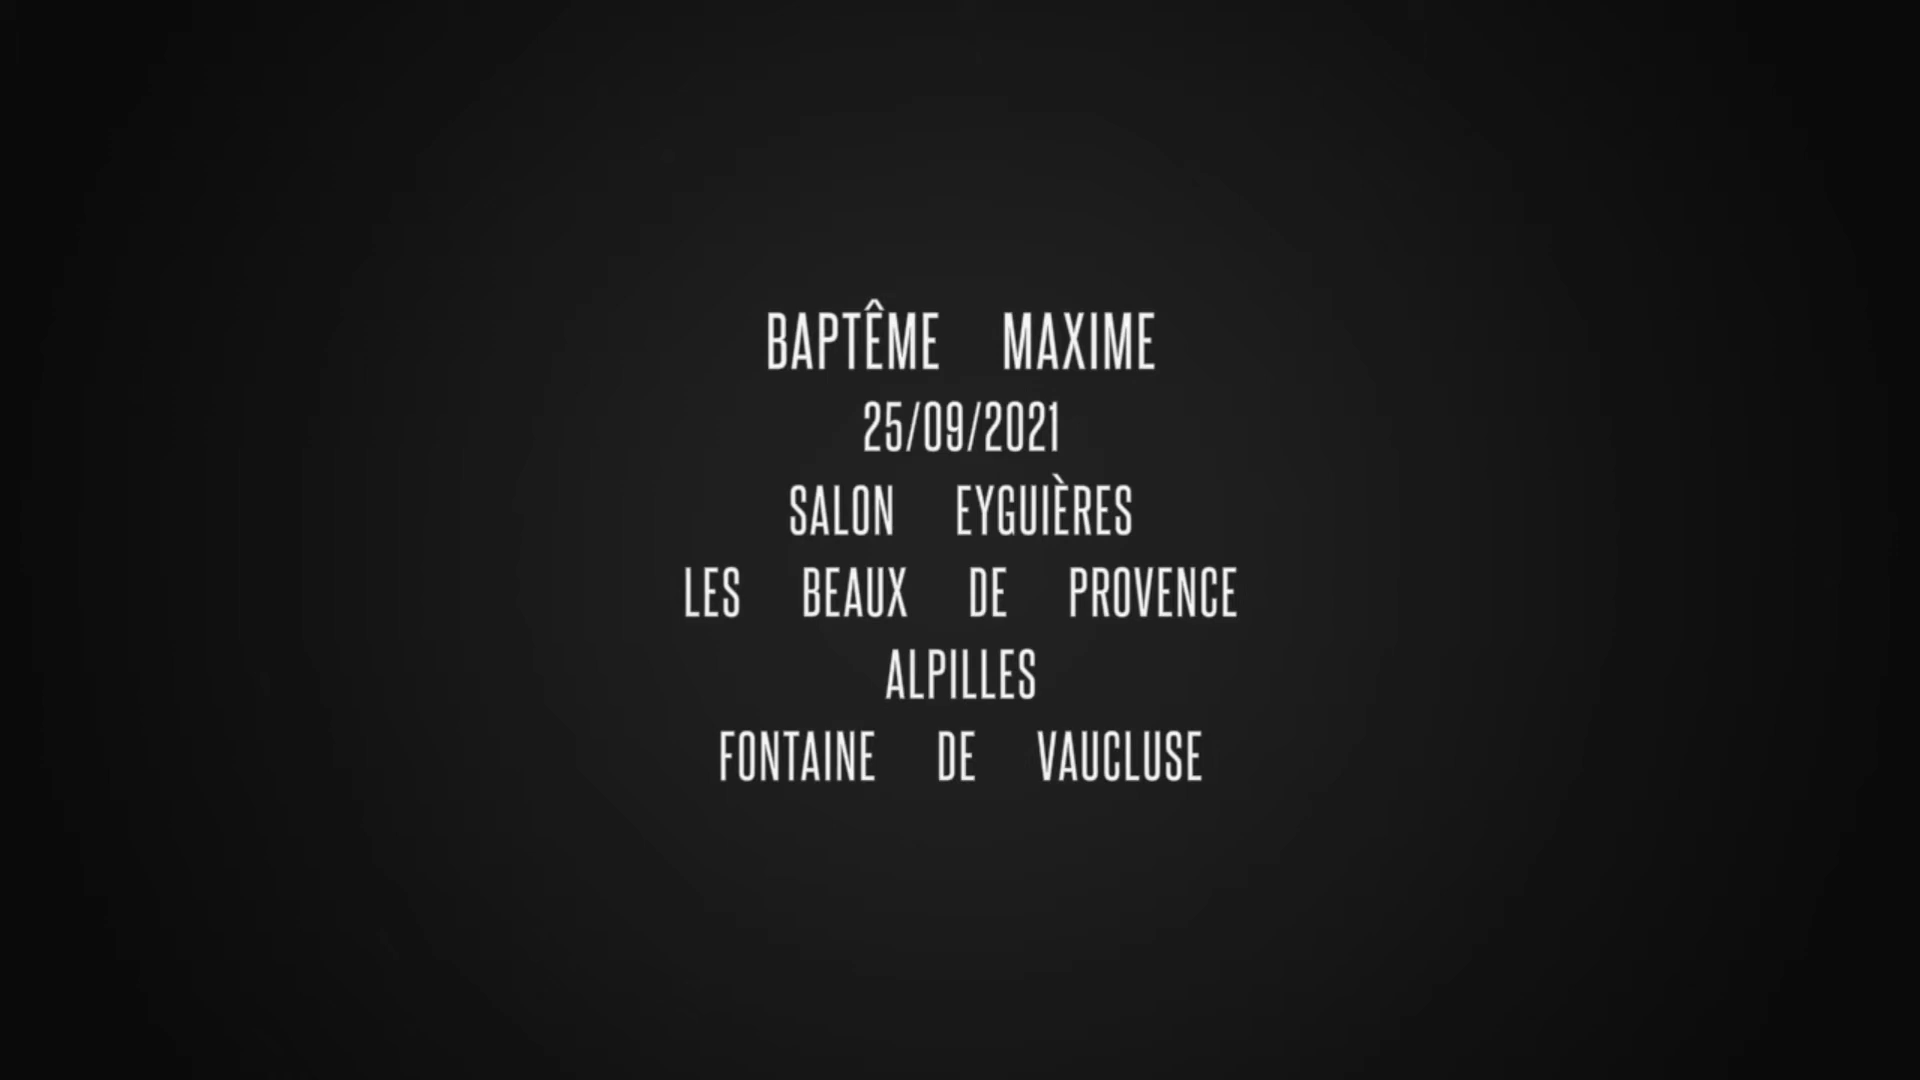 BAPTÊME MAXIME
25/09/2021
SALON EYGUIÈRES
LES BEAUX DE PROVENCE
ALPILLES
FONTAINE DE VAUCLUSE